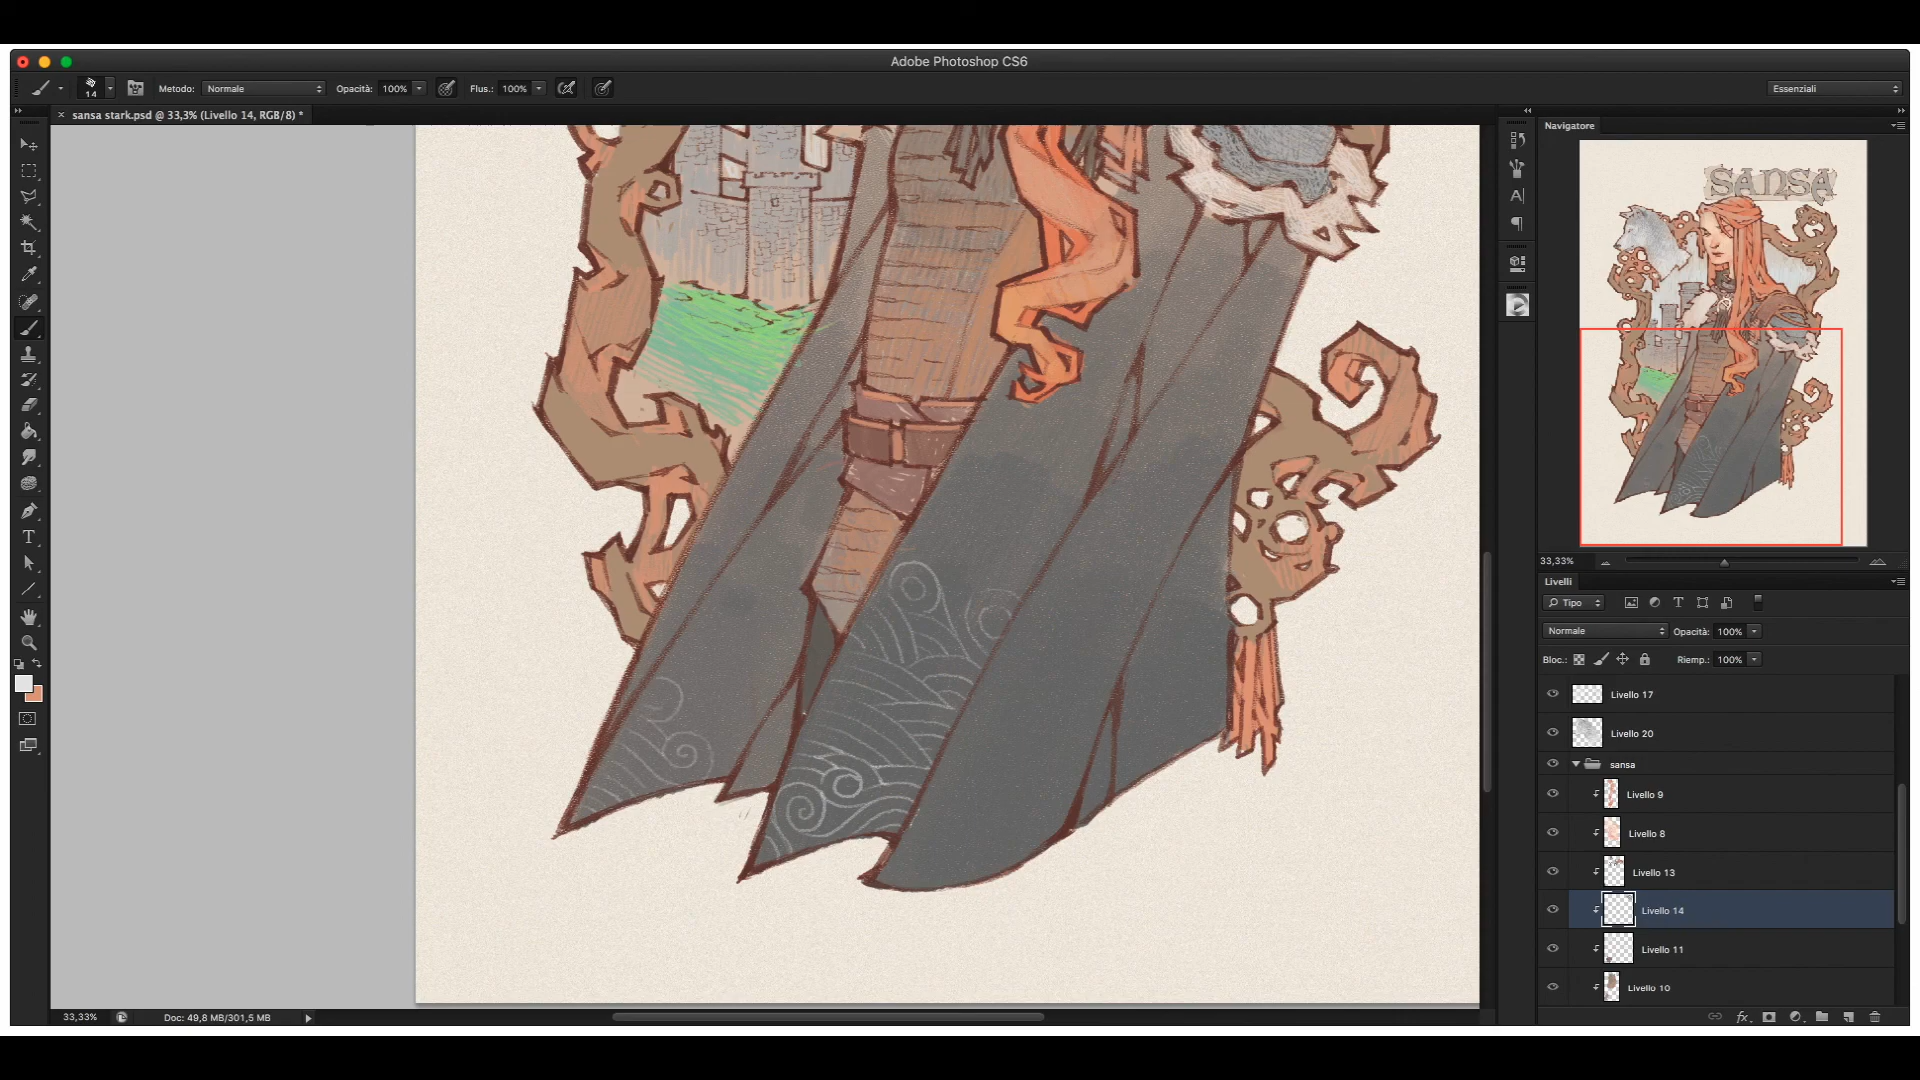 Adobe Photoshop CS6
14
Metodo: Normale
Opacità: 100%
Flus.: 100%
Essenziali
sansa stark.psd @ 33,3% (Livello 14, RGB/8) *
Navigatore
SANSA
33,33%
Livelli
Tipo
Normale
Opacità: 100%
Bloc.:
Riemp.: 100%
Livello 17
Livello 20
sansa
Livello 9
Livello 8
Livello 13
Livello 14
Livello 11
Livello 10
fx
33,33%
Doc: 49,8 MB/301,5 MB